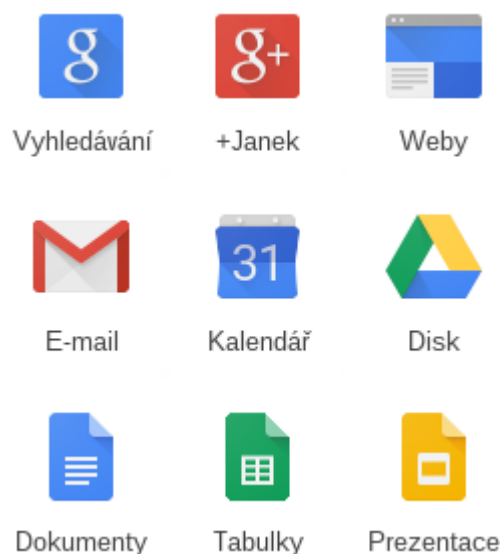 g g+
Vyhledávání +Janek Weby
31
E-mail Kalendář Disk
Dokumenty Tabulky Prezentace